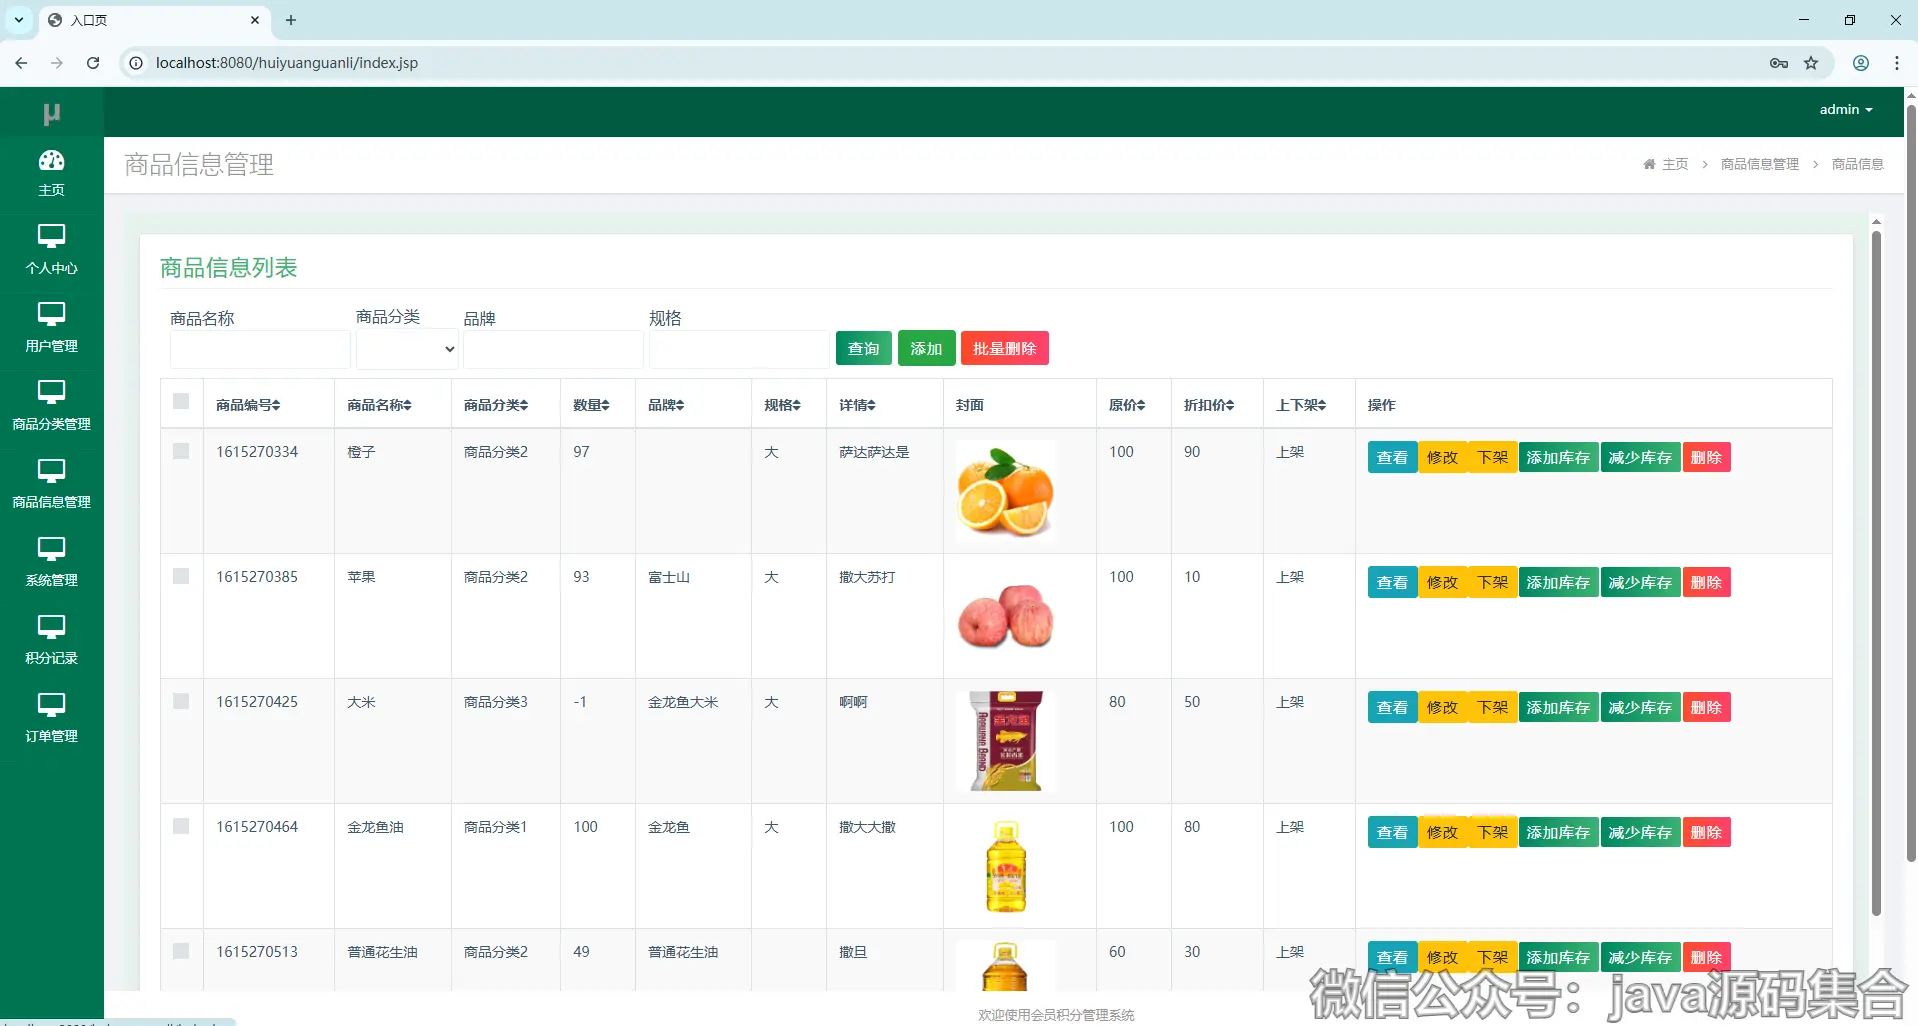 入口页
localhost:8080/huiyuanguanli/index.jsp
μ
admin
主页
个人中心
用户管理
商品分类管理
商品信息管理
系统管理
积分记录
订单管理
商品信息管理
主页 > 商品信息管理 > 商品信息
商品信息列表
商品名称 商品分类 品牌 规格
查询 添加 批量删除
商品编号 商品名称 商品分类 数量 品牌 规格 详情 封面 原价 折扣价 上下架 操作
1615270334 橙子 商品分类2 97 大 萨达萨达是 100 90 上架 查看 修改 下架 添加库存 减少库存 删除
1615270385 苹果 商品分类2 93 富士山 大 撒大苏打 100 10 上架 查看 修改 下架 添加库存 减少库存 删除
1615270425 大米 商品分类3 -1 金龙鱼大米 大 啊啊 80 50 上架 查看 修改 下架 添加库存 减少库存 删除
1615270464 金龙鱼油 商品分类1 100 金龙鱼 大 撒大大撒 100 80 上架 查看 修改 下架 添加库存 减少库存 删除
1615270513 普通花生油 商品分类2 49 普通花生油 撒旦 60 30 上架 查看 修改 下架 添加库存 减少库存 删除
微信公众号：java源码集合
欢迎使用会员积分管理系统